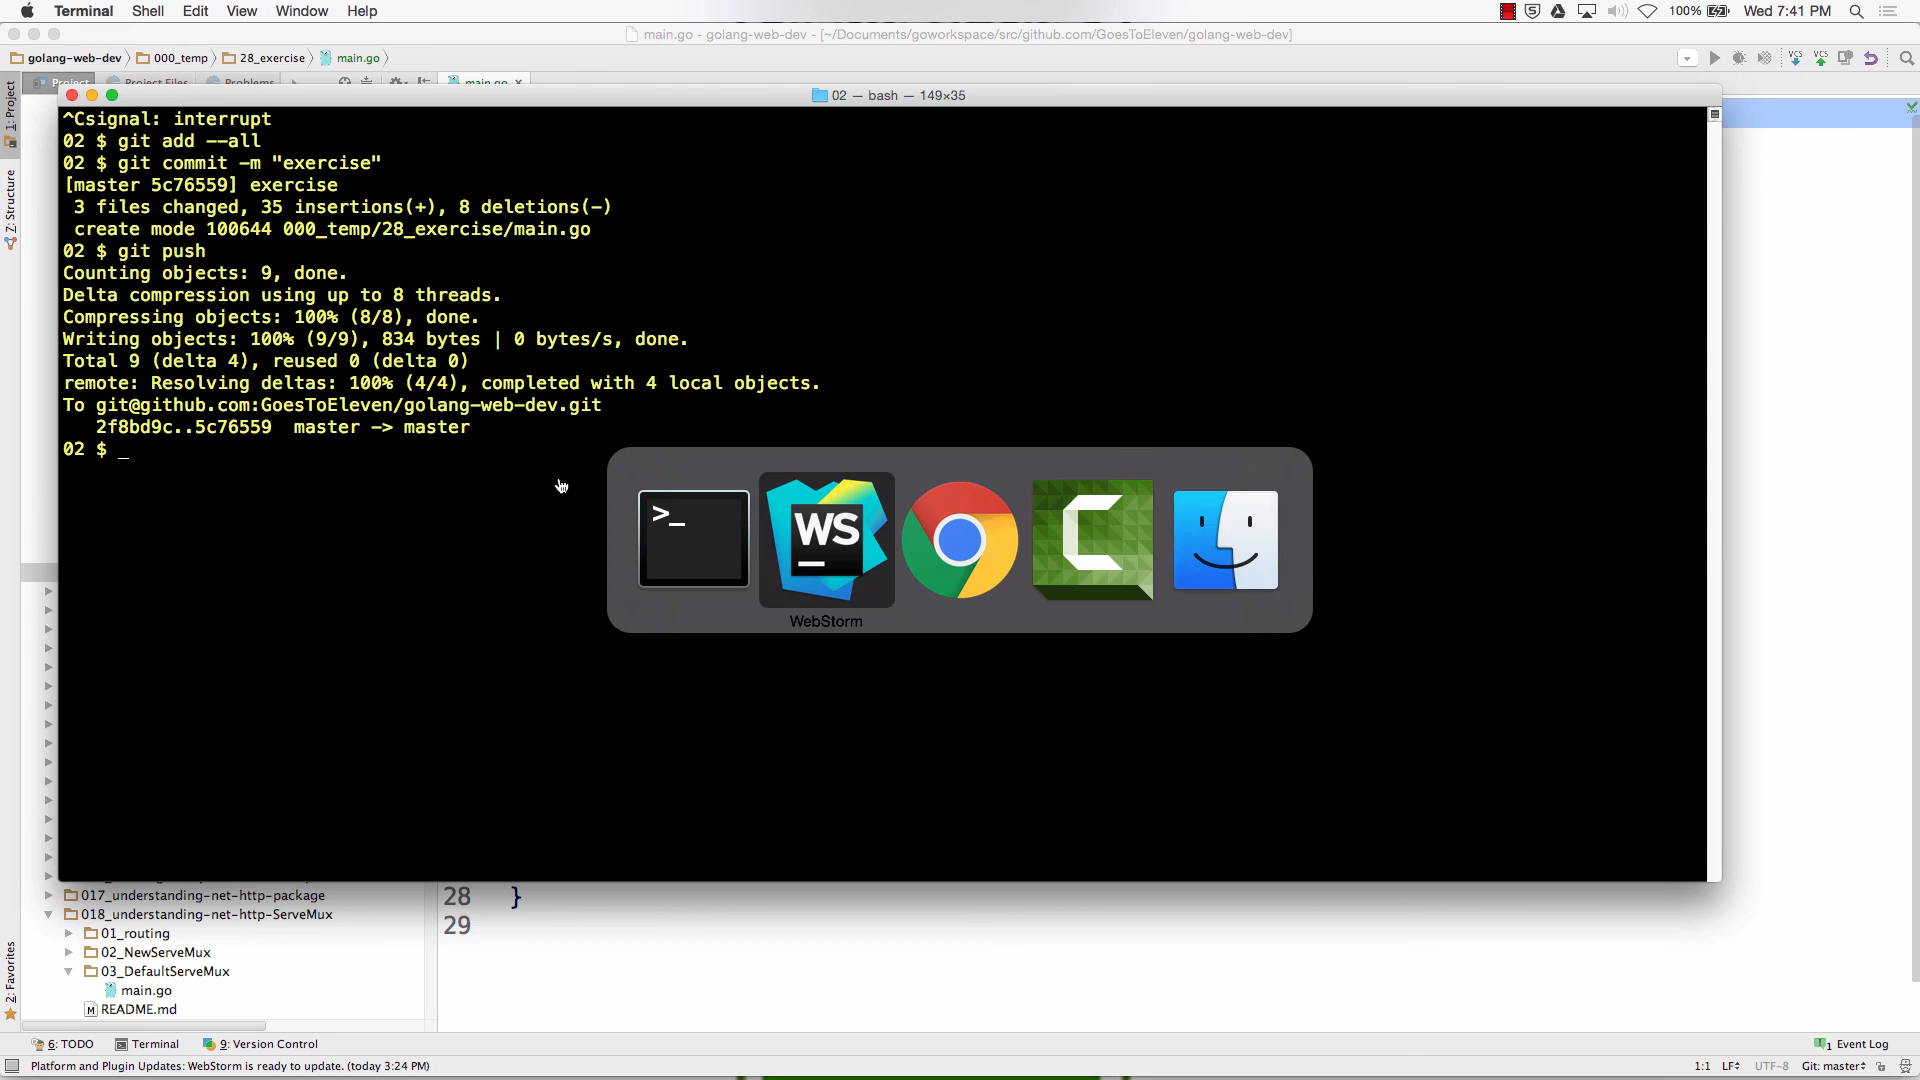 Terminal Shell Edit View Window Help 100% Wed 7:41 PM
main.go - golang-web-dev - [~/Documents/goworkspace/src/github.com/GoesToEleven/golang-web-dev]
golang-web-dev 000_temp 28_exercise main.go
Project Project Files Problems main.go
02 — bash — 149×35
^Csignal: interrupt
02 $ git add --all
02 $ git commit -m "exercise"
[master 5c76559] exercise
3 files changed, 35 insertions(+), 8 deletions(-)
create mode 100644 000_temp/28_exercise/main.go
02 $ git push
Counting objects: 9, done.
Delta compression using up to 8 threads.
Compressing objects: 100% (8/8), done.
Writing objects: 100% (9/9), 834 bytes | 0 bytes/s, done.
Total 9 (delta 4), reused 0 (delta 0)
remote: Resolving deltas: 100% (4/4), completed with 4 local objects.
To git@github.com:GoesToEleven/golang-web-dev.git
2f8bd9c..5c76559 master -> master
02 $ _
>_
WS
WebStorm
1: Project
Z: Structure
2: Favorites
017_understanding-net-http-package
018_understanding-net-http-ServeMux
01_routing
02_NewServeMux
03_DefaultServeMux
main.go
README.md
28 }
29
6: TODO Terminal 9: Version Control 1 Event Log
Platform and Plugin Updates: WebStorm is ready to update. (today 3:24 PM) 1:1 LF UTF-8 Git: master